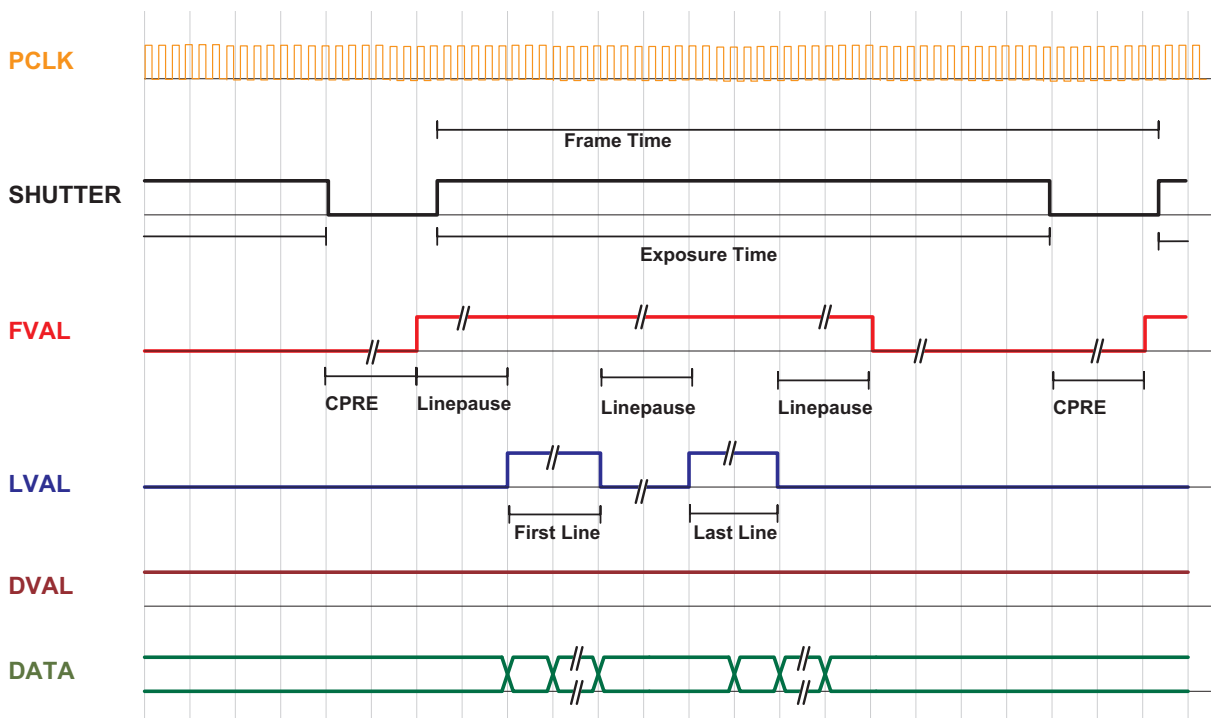 PCLK
Frame Time
SHUTTER
Exposure Time
FVAL
CPRE
Linepause
Linepause
Linepause
CPRE
LVAL
First Line
Last Line
DVAL
DATA